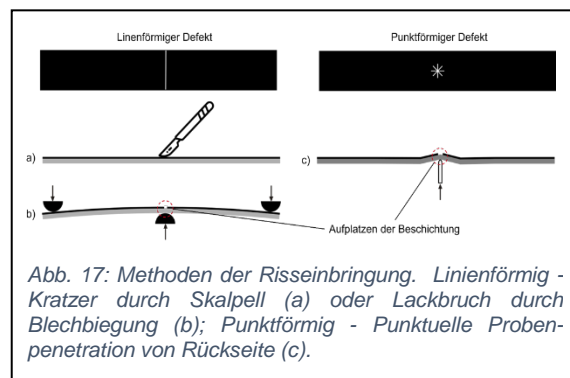 Linenförmiger Defekt
Punktförmiger Defekt
a)
c)
b)
Aufplatzen der Beschichtung
Abb. 17: Methoden der Risseinbringung. Linienförmig -
Kratzer durch Skalpell (a) oder Lackbruch durch
Blechbiegung (b); Punktförmig - Punktuelle Proben-
penetration von Rückseite (c).